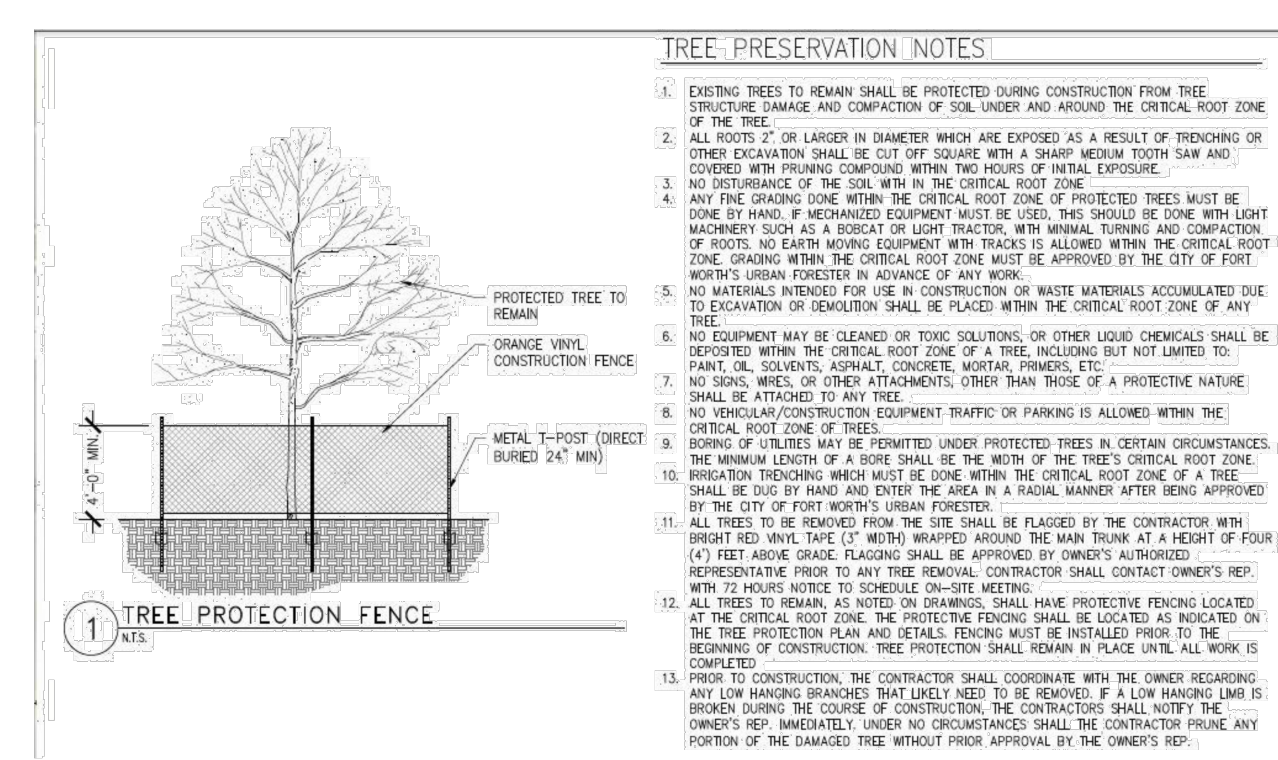 TREE PRESERVATION NOTES
1. EXISTING TREES TO REMAIN SHALL BE PROTECTED DURING CONSTRUCTION FROM TREE
STRUCTURE DAMAGE AND COMPACTION OF SOIL UNDER AND AROUND THE CRITICAL ROOT ZONE
OF THE TREE.
2. ALL ROOTS 2" OR LARGER IN DIAMETER WHICH ARE EXPOSED AS A RESULT OF TRENCHING OR
OTHER EXCAVATION SHALL BE CUT OFF SQUARE WITH A SHARP MEDIUM TOOTH SAW AND
COVERED WITH PRUNING COMPOUND WITHIN TWO HOURS OF INITIAL EXPOSURE.
3. NO DISTURBANCE OF THE SOIL WITH IN THE CRITICAL ROOT ZONE
4. ANY FINE GRADING DONE WITHIN THE CRITICAL ROOT ZONE OF PROTECTED TREES MUST BE
DONE BY HAND. IF MECHANIZED EQUIPMENT MUST BE USED, THIS SHOULD BE DONE WITH LIGHT
MACHINERY SUCH AS A BOBCAT OR LIGHT TRACTOR, WITH MINIMAL TURNING AND COMPACTION
OF ROOTS. NO EARTH MOVING EQUIPMENT WITH TRACKS IS ALLOWED WITHIN THE CRITICAL ROOT
ZONE. GRADING WITHIN THE CRITICAL ROOT ZONE MUST BE APPROVED BY THE CITY OF FORT
WORTH'S URBAN FORESTER IN ADVANCE OF ANY WORK.
5. NO MATERIALS INTENDED FOR USE IN CONSTRUCTION OR WASTE MATERIALS ACCUMULATED DUE
TO EXCAVATION OR DEMOLITION SHALL BE PLACED WITHIN THE CRITICAL ROOT ZONE OF ANY
TREE.
6. NO EQUIPMENT MAY BE CLEANED OR TOXIC SOLUTIONS, OR OTHER LIQUID CHEMICALS SHALL BE
DEPOSITED WITHIN THE CRITICAL ROOT ZONE OF A TREE, INCLUDING BUT NOT LIMITED TO:
PAINT, OIL, SOLVENTS, ASPHALT, CONCRETE, MORTAR, PRIMERS, ETC.
7. NO SIGNS, WIRES, OR OTHER ATTACHMENTS, OTHER THAN THOSE OF A PROTECTIVE NATURE
SHALL BE ATTACHED TO ANY TREE.
8. NO VEHICULAR/CONSTRUCTION EQUIPMENT TRAFFIC OR PARKING IS ALLOWED WITHIN THE
CRITICAL ROOT ZONE OF TREES.
9. BORING OF UTILITIES MAY BE PERMITTED UNDER PROTECTED TREES IN CERTAIN CIRCUMSTANCES.
THE MINIMUM LENGTH OF A BORE SHALL BE THE WIDTH OF THE TREE'S CRITICAL ROOT ZONE.
10. IRRIGATION TRENCHING WHICH MUST BE DONE WITHIN THE CRITICAL ROOT ZONE OF A TREE
SHALL BE DUG BY HAND AND ENTER THE AREA IN A RADIAL MANNER AFTER BEING APPROVED
BY THE CITY OF FORT WORTH'S URBAN FORESTER.
11. ALL TREES TO BE REMOVED FROM THE SITE SHALL BE FLAGGED BY THE CONTRACTOR WITH
BRIGHT RED VINYL TAPE (3" WIDTH) WRAPPED AROUND THE MAIN TRUNK AT A HEIGHT OF FOUR
(4') FEET ABOVE GRADE. FLAGGING SHALL BE APPROVED BY OWNER'S AUTHORIZED
REPRESENTATIVE PRIOR TO ANY TREE REMOVAL. CONTRACTOR SHALL CONTACT OWNER'S REP.
WITH 72 HOURS NOTICE TO SCHEDULE ON-SITE MEETING.
12. ALL TREES TO REMAIN, AS NOTED ON DRAWINGS, SHALL HAVE PROTECTIVE FENCING LOCATED
AT THE CRITICAL ROOT ZONE. THE PROTECTIVE FENCING SHALL BE LOCATED AS INDICATED ON
THE TREE PROTECTION PLAN AND DETAILS. FENCING MUST BE INSTALLED PRIOR TO THE
BEGINNING OF CONSTRUCTION. TREE PROTECTION SHALL REMAIN IN PLACE UNTIL ALL WORK IS
COMPLETED
13. PRIOR TO CONSTRUCTION, THE CONTRACTOR SHALL COORDINATE WITH THE OWNER REGARDING
ANY LOW HANGING BRANCHES THAT LIKELY NEED TO BE REMOVED. IF A LOW HANGING LIMB IS
BROKEN DURING THE COURSE OF CONSTRUCTION, THE CONTRACTORS SHALL NOTIFY THE
OWNER'S REP. IMMEDIATELY. UNDER NO CIRCUMSTANCES SHALL THE CONTRACTOR PRUNE ANY
PORTION OF THE DAMAGED TREE WITHOUT PRIOR APPROVAL BY THE OWNER'S REP.
PROTECTED TREE TO
REMAIN
ORANGE VINYL
CONSTRUCTION FENCE
METAL T-POST (DIRECT
BURIED 24" MIN)
4'-0" MIN.
1 TREE PROTECTION FENCE
N.T.S.